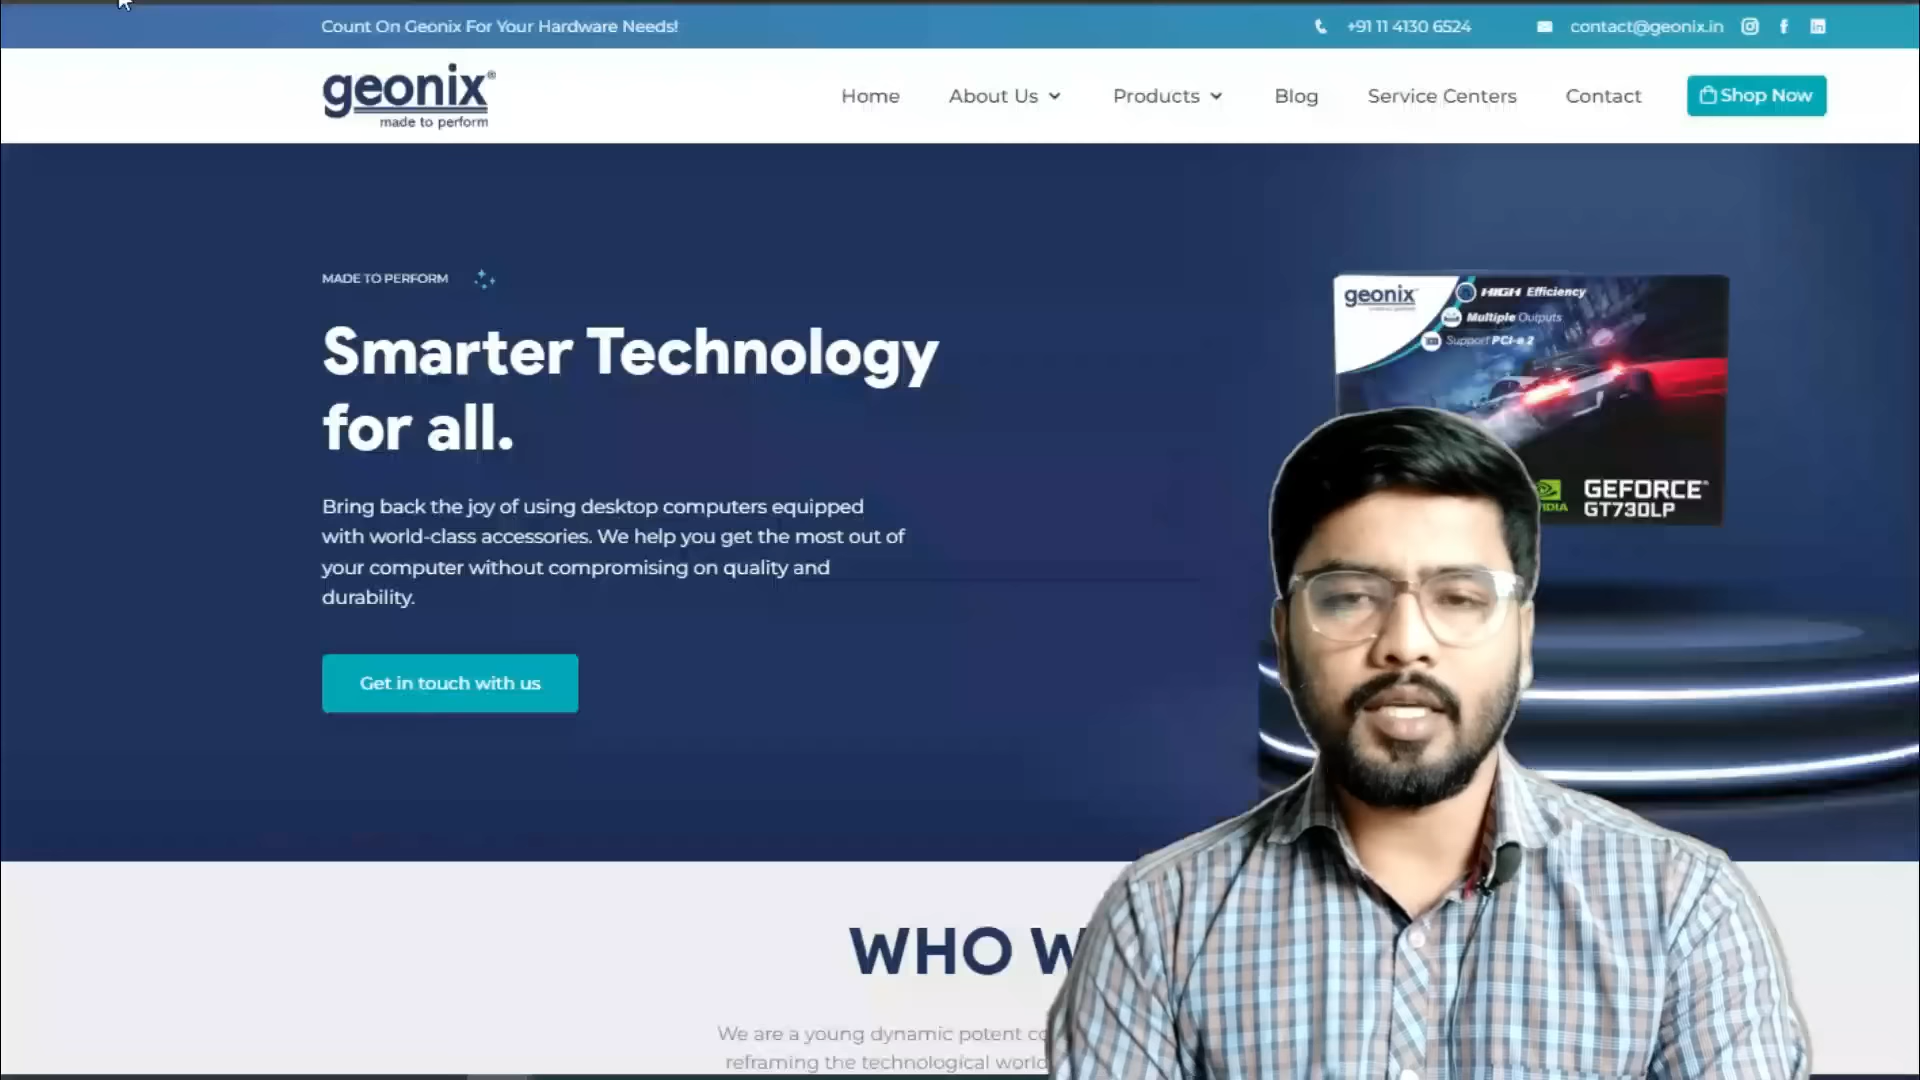 Count On Geonix For Your Hardware Needs!
+91 11 4130 6524
contact@geonix.in
geonix®
made to perform
Home
About Us
Products
Blog
Service Centers
Contact
Shop Now
MADE TO PERFORM
Smarter Technology
for all.
Bring back the joy of using desktop computers equipped
with world-class accessories. We help you get the most out of
your computer without compromising on quality and
durability.
Get in touch with us
geonix
HIGH Efficiency
Multiple Outputs
Support PCI-e 2
GEFORCE®
GT730LP
WHO
We are a young dynamic potent
reframing the technological world